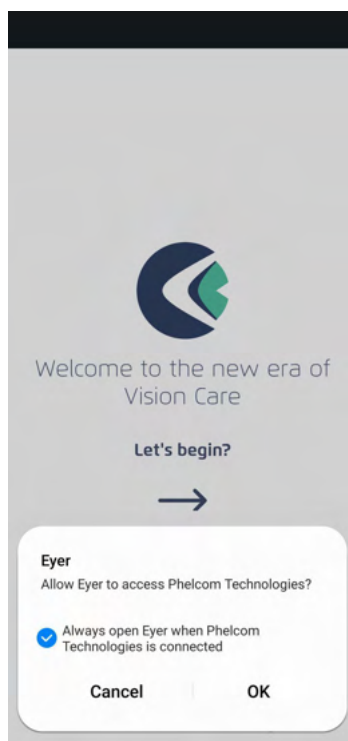 Welcome to the new era of
Vision Care
Let's begin?
Eyer
Allow Eyer to access Phelcom Technologies?
Always open Eyer when Phelcom
Technologies is connected
Cancel OK